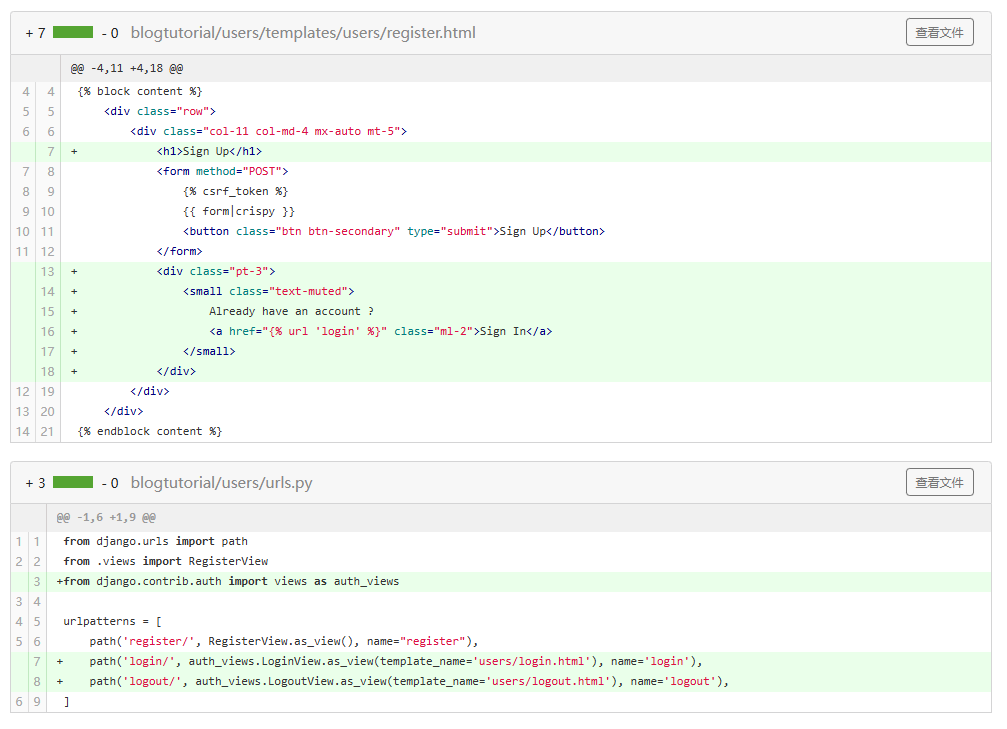 + 7 - 0 blogtutorial/users/templates/users/register.html 查看文件
@@ -4,11 +4,18 @@
4 4 {% block content %}
5 5 <div class="row">
6 6 <div class="col-11 col-md-4 mx-auto mt-5">
7 + <h1>Sign Up</h1>
7 8 <form method="POST">
8 9 {% csrf_token %}
9 10 {{ form|crispy }}
10 11 <button class="btn btn-secondary" type="submit">Sign Up</button>
11 12 </form>
13 + <div class="pt-3">
14 + <small class="text-muted">
15 + Already have an account ?
16 + <a href="{% url 'login' %}" class="ml-2">Sign In</a>
17 + </small>
18 + </div>
12 19 </div>
13 20 </div>
14 21 {% endblock content %}
+ 3 - 0 blogtutorial/users/urls.py 查看文件
@@ -1,6 +1,9 @@
1 1 from django.urls import path
2 2 from .views import RegisterView
3 +from django.contrib.auth import views as auth_views
3 4
4 5 urlpatterns = [
5 6 path('register/', RegisterView.as_view(), name="register"),
7 + path('login/', auth_views.LoginView.as_view(template_name='users/login.html'), name='login'),
8 + path('logout/', auth_views.LogoutView.as_view(template_name='users/logout.html'), name='logout'),
6 9 ]